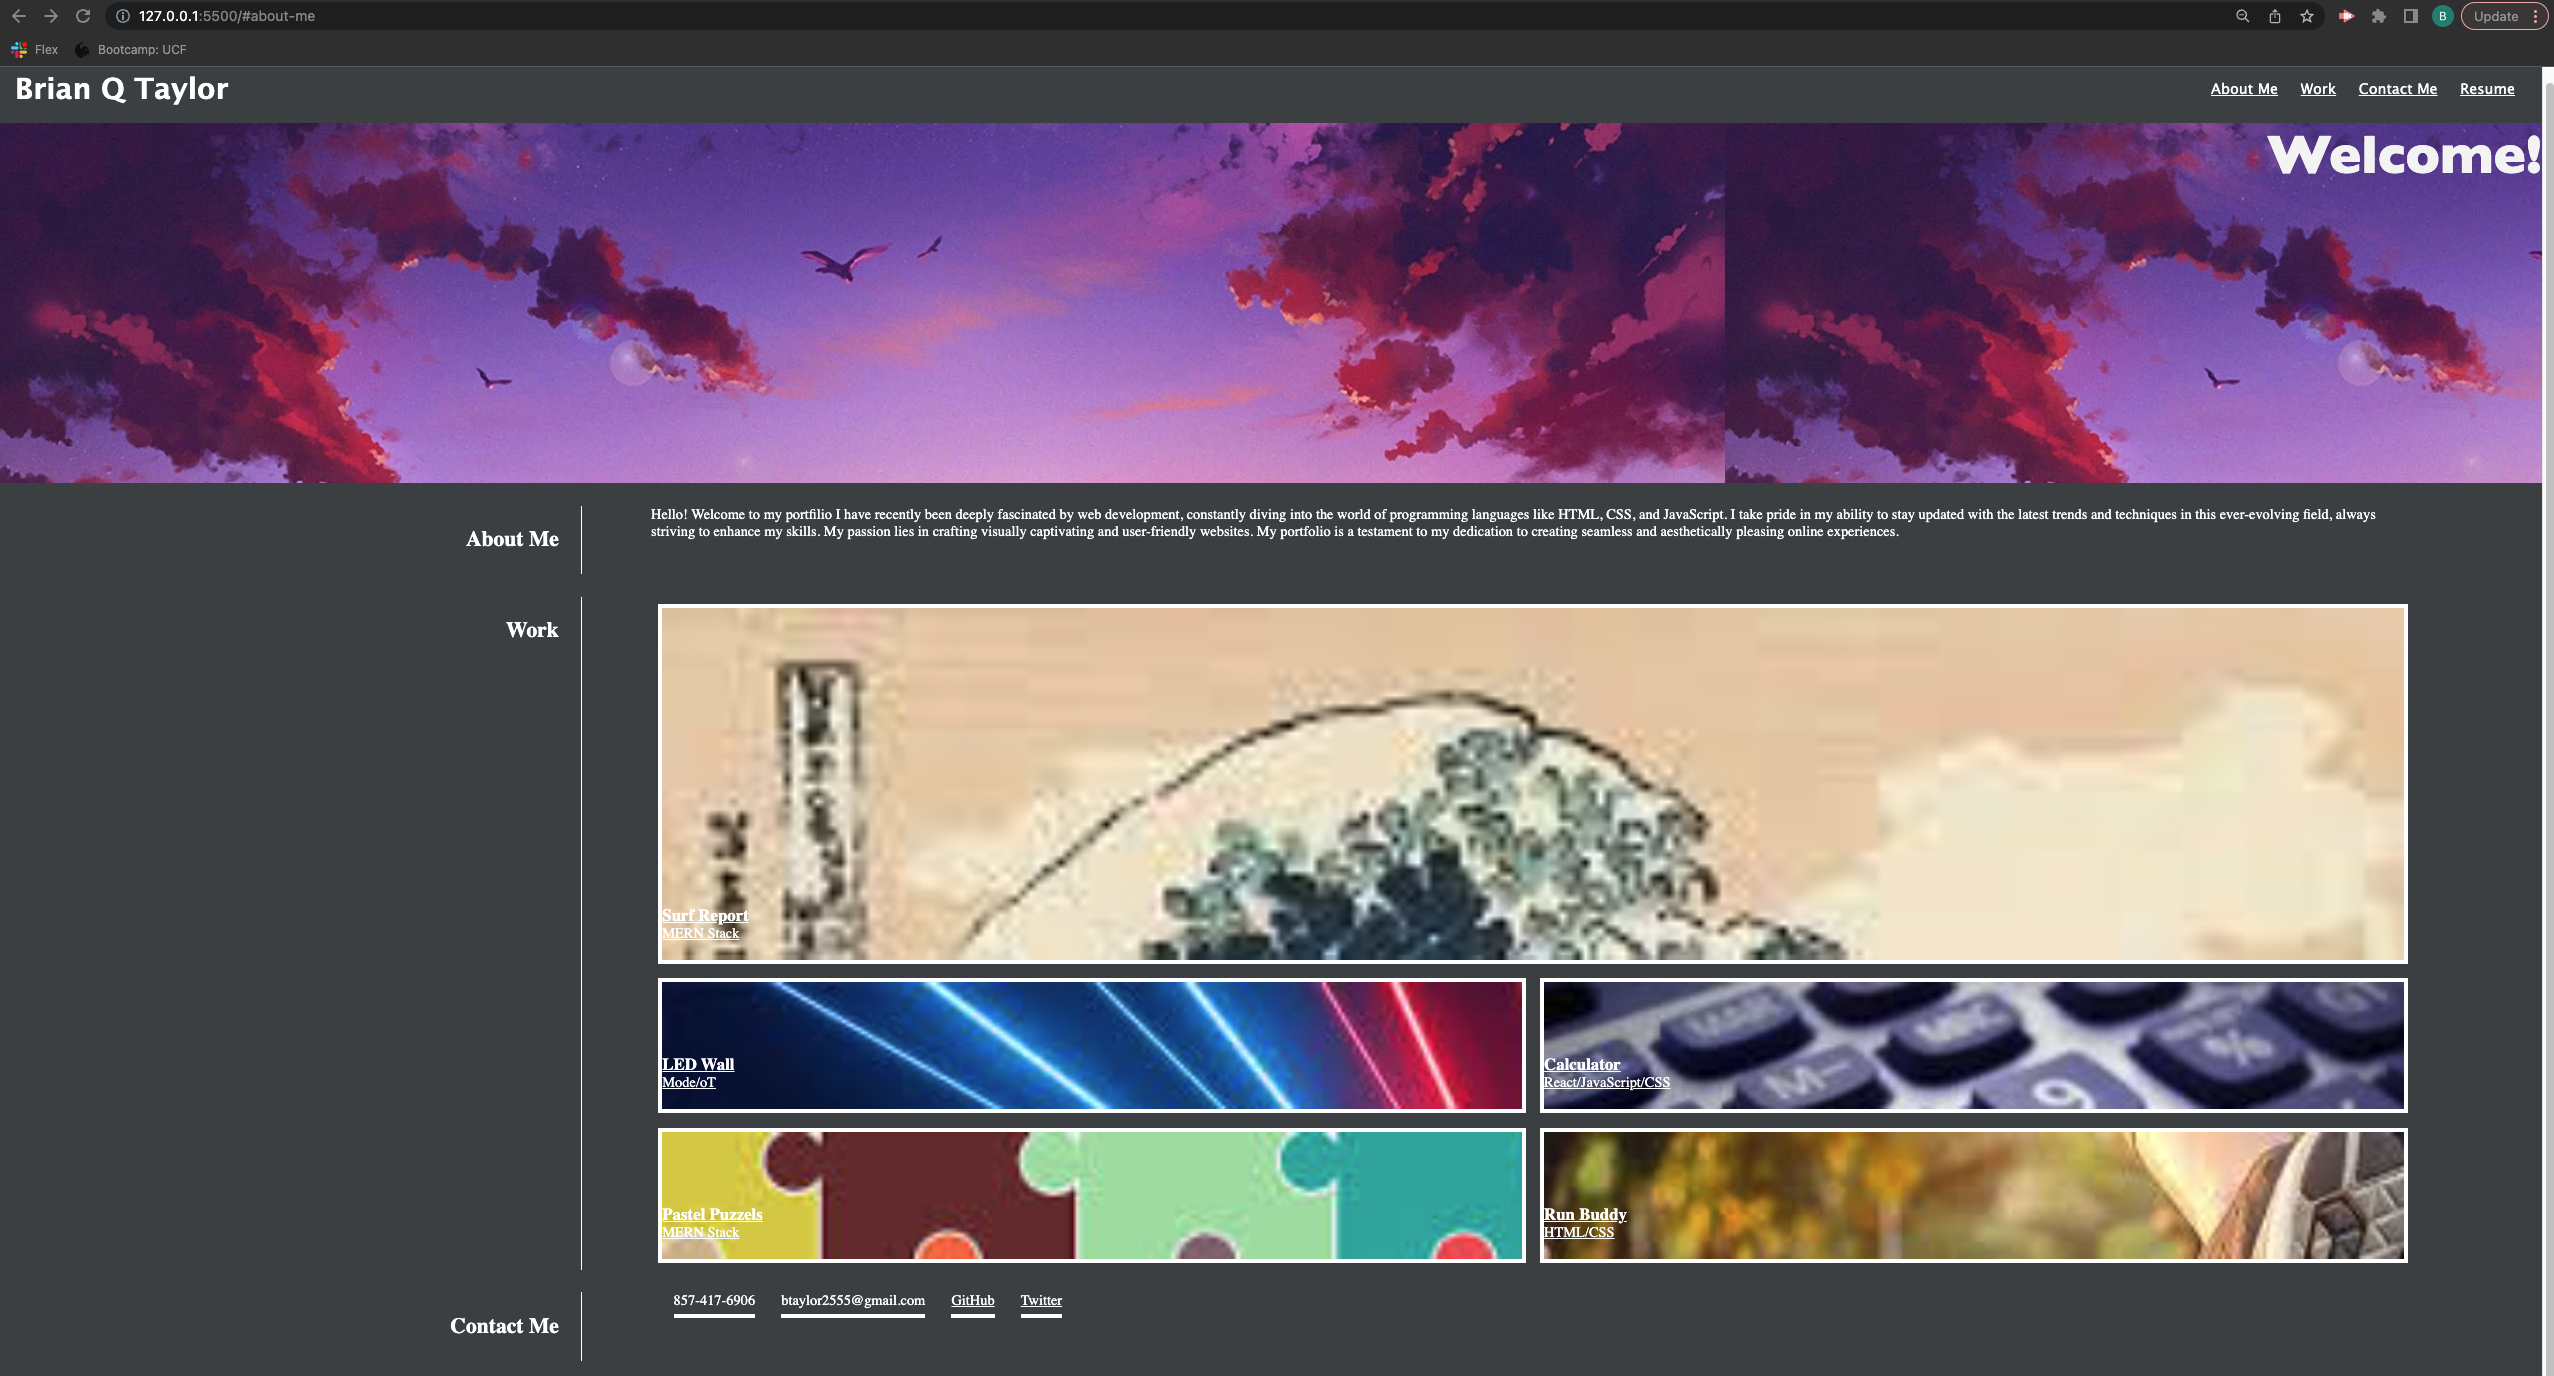 127.0.0.1:5500/#about-me
B
Update
Flex
Bootcamp: UCF
Brian Q Taylor
About Me
Work
Contact Me
Resume
Welcome!
About Me
Hello! Welcome to my portfilio I have recently been deeply fascinated by web development, constantly diving into the world of programming languages like HTML, CSS, and JavaScript. I take pride in my ability to stay updated with the latest trends and techniques in this ever-evolving field, always
striving to enhance my skills. My passion lies in crafting visually captivating and user-friendly websites. My portfolio is a testament to my dedication to creating seamless and aesthetically pleasing online experiences.
Work
Surf Report
MERN Stack
LED Wall
Mode/oT
Calculator
React/JavaScript/CSS
M–
9
%
Pastel Puzzels
MERN Stack
Run Buddy
HTML/CSS
Contact Me
857-417-6906
btaylor2555@gmail.com
GitHub
Twitter